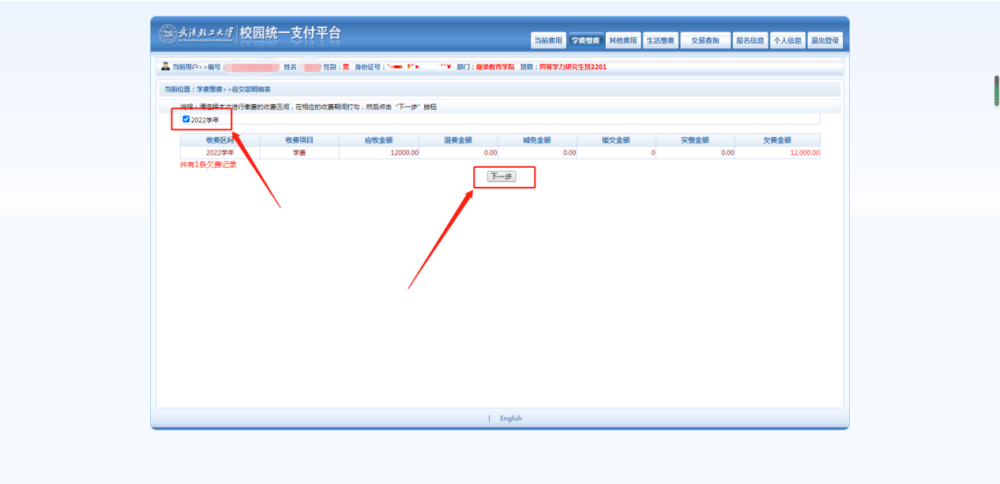 武汉轻工大学 校园统一支付平台
当前费用 学费缴费 其他费用 生活缴费 交易查询 报名信息 个人信息 退出登录
当前用户>>编号： 姓名 性别：男 身份证号： 部门：继续教育学院 班级：同等学力研究生班2201
当前位置：学费缴费>>应交款明细表
说明：请选择本次进行缴费的收费区间，在相应的收费期间打勾，然后点击“下一步”按钮
2022学年
收费区间 收费项目 应收金额 退费金额 减免金额 缓交金额 实缴金额 欠费金额
2022学年 学费 12000.00 0.00 0.00 0 0.00 12,000.00
共有1条欠费记录
下一步
| English